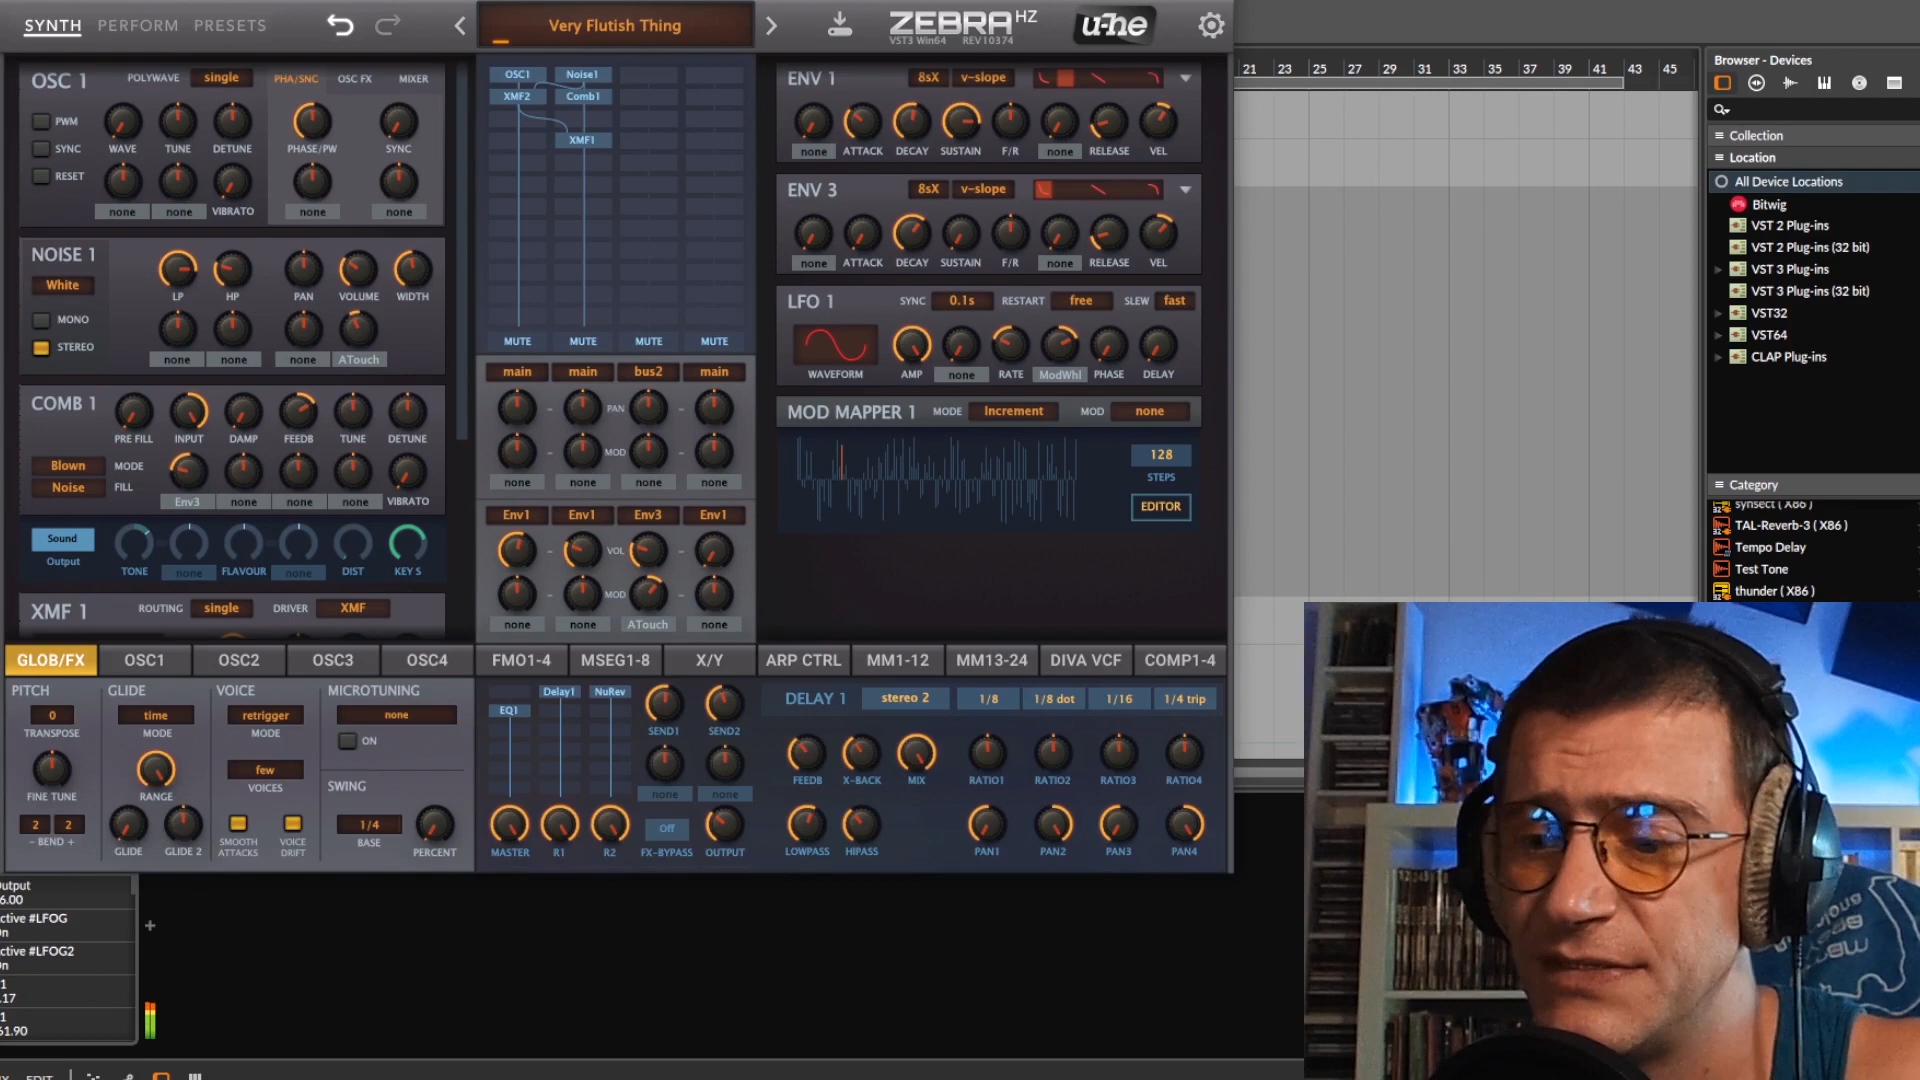 SYNTH PERFORM PRESETS
Very Flutish Thing
ZEBRA HZ
VST3 Win64 REV10374
u-he
OSC 1 POLYWAVE single PHA/SNC OSC FX MIXER
PWM
SYNC
RESET
WAVE TUNE DETUNE PHASE/PW SYNC
none none VIBRATO none none
NOISE 1
White
MONO
STEREO
LP HP PAN VOLUME WIDTH
none none none ATouch
COMB 1
PRE FILL INPUT DAMP FEEDB TUNE DETUNE
Blown MODE
Noise FILL
Env3 none none none VIBRATO
Sound
Output
TONE none FLAVOUR none DIST KEY S
XMF 1 ROUTING single DRIVER XMF
OSC1 Noise1
XMF2 Comb1
XMF1
MUTE MUTE MUTE MUTE
main main bus2 main
PAN
MOD
none none none none
Env1 Env1 Env3 Env1
VOL
MOD
none none ATouch none
ENV 1 8sX v-slope
none ATTACK DECAY SUSTAIN F/R none RELEASE VEL
ENV 3 8sX v-slope
none ATTACK DECAY SUSTAIN F/R none RELEASE VEL
LFO 1 SYNC 0.1s RESTART free SLEW fast
WAVEFORM AMP none RATE ModWhl PHASE DELAY
MOD MAPPER 1 MODE Increment MOD none
128
STEPS
EDITOR
GLOB/FX OSC1 OSC2 OSC3 OSC4 FMO1-4 MSEG1-8 X/Y ARP CTRL MM1-12 MM13-24 DIVA VCF COMP1-4
PITCH
0
TRANSPOSE
FINE TUNE
2 2
- BEND +
GLIDE
time
MODE
RANGE
GLIDE GLIDE 2
VOICE
retrigger
MODE
few
VOICES
SMOOTH ATTACKS
VOICE DRIFT
MICROTUNING
none
ON
SWING
1/4
BASE PERCENT
EQ1 Delay1 NuRev
SEND1 SEND2
none none
Off
MASTER R1 R2 FX-BYPASS OUTPUT
DELAY 1 stereo 2 1/8 1/8 dot 1/16 1/4 trip
FEEDB X-BACK MIX RATIO1 RATIO2 RATIO3 RATIO4
LOWPASS HIPASS PAN1 PAN2 PAN3 PAN4
21 23 25 27 29 31 33 35 37 39 41 43 45
Browser - Devices
Collection
Location
All Device Locations
Bitwig
VST 2 Plug-ins
VST 2 Plug-ins (32 bit)
VST 3 Plug-ins
VST 3 Plug-ins (32 bit)
VST32
VST64
CLAP Plug-ins
Category
synsect ( X86 )
TAL-Reverb-3 ( X86 )
Tempo Delay
Test Tone
thunder ( X86 )
utput
6.00
ctive #LFOG
n
ctive #LFOG2
n
1
.17
1
61.90
EDIT